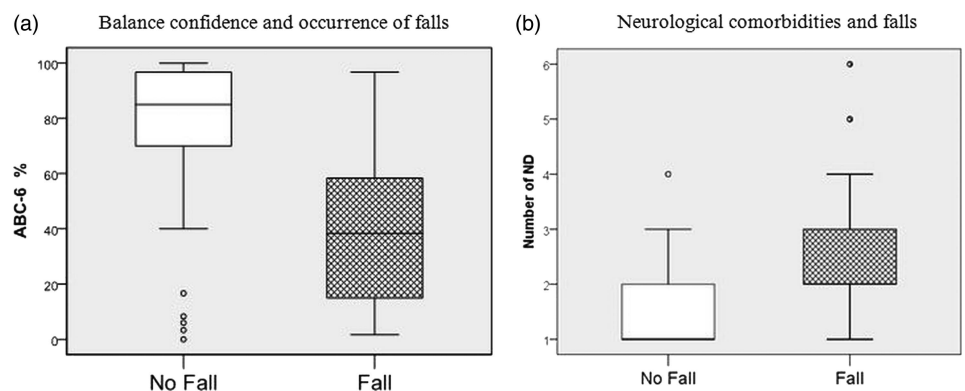 (a) Balance confidence and occurrence of falls
100
80
60
40
20
0
ABC-6 %
No Fall Fall
(b) Neurological comorbidities and falls
6
5
4
3
2
1
Number of ND
No Fall Fall